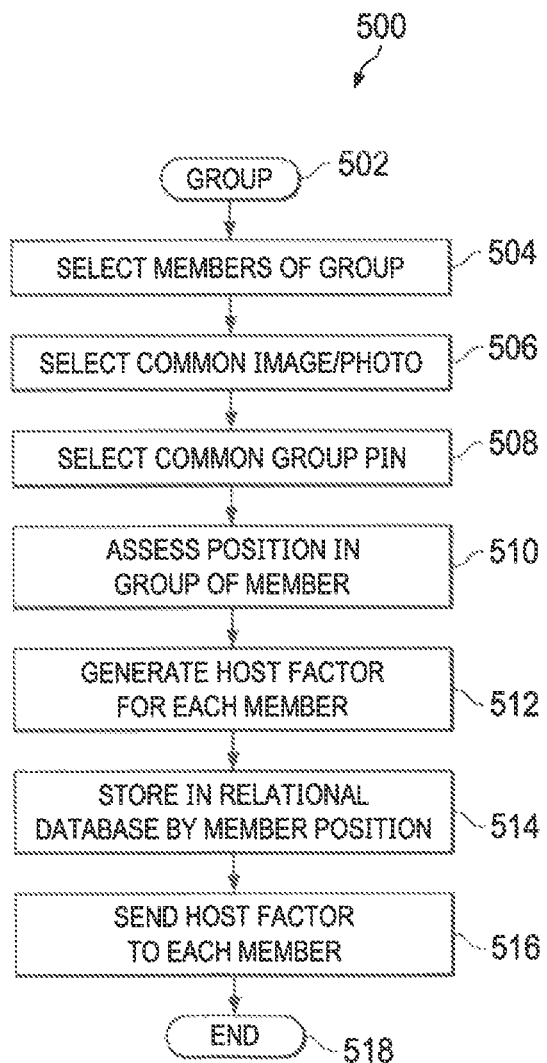 500
GROUP 502
SELECT MEMBERS OF GROUP 504
SELECT COMMON IMAGE/PHOTO 506
SELECT COMMON GROUP PIN 508
ASSESS POSITION IN
GROUP OF MEMBER 510
GENERATE HOST FACTOR
FOR EACH MEMBER 512
STORE IN RELATIONAL
DATABASE BY MEMBER POSITION 514
SEND HOST FACTOR
TO EACH MEMBER 516
END 518